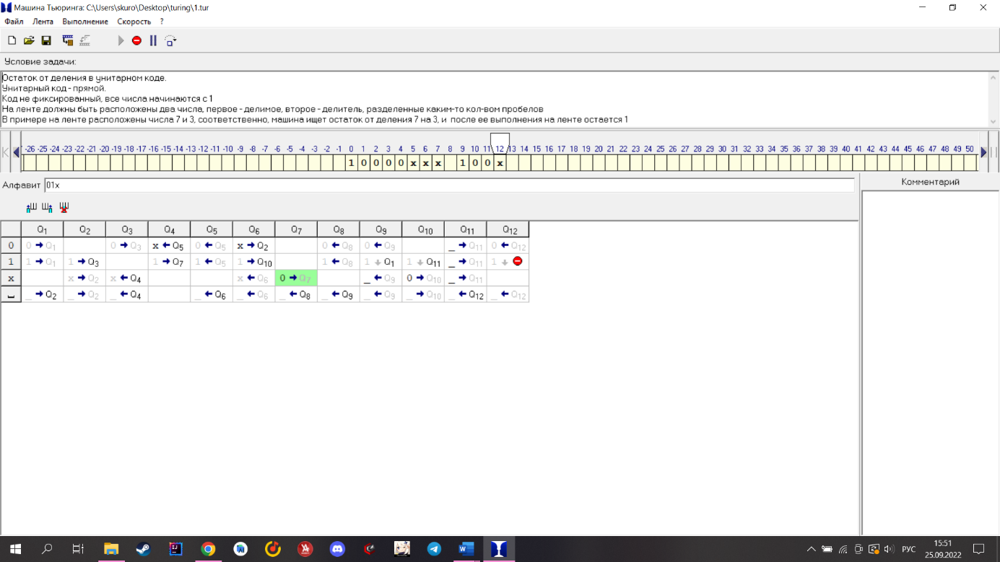 Машина Тьюринга: C:\Users\skuro\Desktop\turing\1.tur
Файл Лента Выполнение Скорость ?
Условие задачи:
Остаток от деления в унитарном коде.
Унитарный код - прямой.
Код не фиксированный, все числа начинаются с 1
На ленте должны быть расположены два числа, первое - делимое, второе - делитель, разделенные каким-то кол-вом пробелов
В примере на ленте расположены числа 7 и 3, соответственно, машина ищет остаток от деления 7 на 3, и после ее выполнения на ленте остается 1
-26 -25 -24 -23 -22 -21 -20 -19 -18 -17 -16 -15 -14 -13 -12 -11 -10 -9 -8 -7 -6 -5 -4 -3 -2 -1 0 1 2 3 4 5 6 7 8 9 10 11 12 13 14 15 16 17 18 19 20 21 22 23 24 25 26 27 28 29 30 31 32 33 34 35 36 37 38 39 40 41 42 43 44 45 46 47 48 49 50
1 0 0 0 0 x x x 1 0 0 x
Алфавит 01x
Комментарий
Q1 Q2 Q3 Q4 Q5 Q6 Q7 Q8 Q9 Q10 Q11 Q12
0 0 → Q1 0 → Q3 x ← Q5 0 ← Q5 x → Q2 0 ← Q8 0 ← Q9 _ → Q11 0 ← Q12
1 1 → Q1 1 → Q3 1 → Q7 1 ← Q5 1 → Q10 1 ← Q8 1 ↓ Q1 1 ↓ Q11 _ → Q11 1 ↓
x x → Q2 x ← Q4 x ← Q6 0 → Q7 _ ← Q9 0 → Q10 _ → Q11
_ → Q2 _ → Q2 _ ← Q4 _ ← Q6 _ ← Q6 _ ← Q8 _ ← Q9 _ ← Q9 _ → Q10 _ ← Q12 _ ← Q12
РУС
15:51
25.09.2022